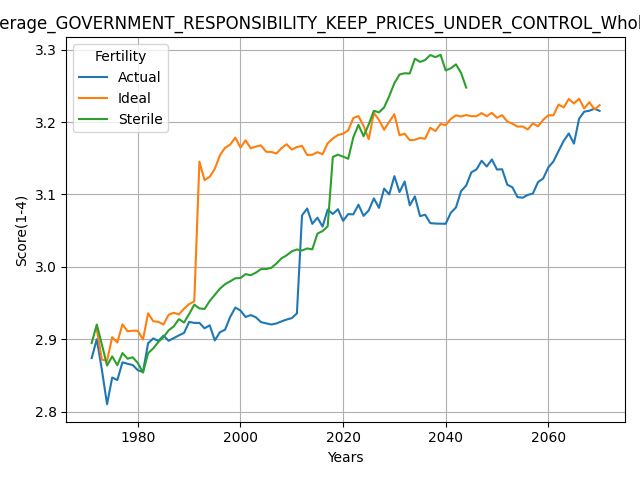 erage_GOVERNMENT_RESPONSIBILITY_KEEP_PRICES_UNDER_CONTROL_Whol
Fertility
Actual
Ideal
Sterile
3.3
3.2
3.1
3.0
2.9
2.8
Score(1-4)
1980 2000 2020 2040 2060
Years